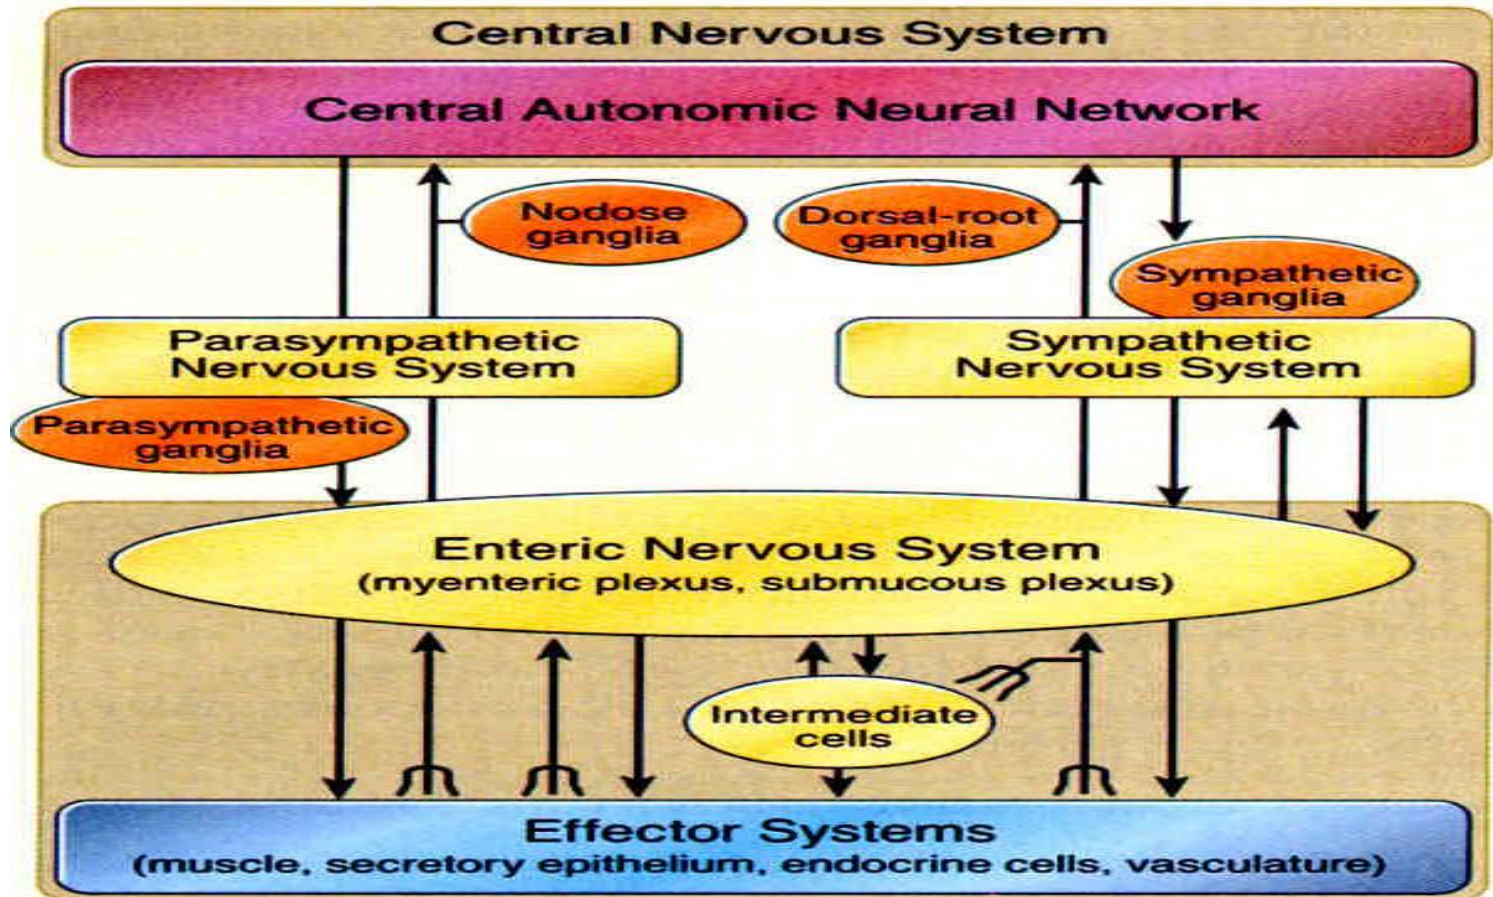 Central Nervous System
Central Autonomic Neural Network
Nodose
ganglia
Dorsal-root
ganglia
Sympathetic
ganglia
Parasympathetic
Nervous System
Sympathetic
Nervous System
Parasympathetic
ganglia
Enteric Nervous System
(myenteric plexus, submucous plexus)
Intermediate
cells
Effector Systems
(muscle, secretory epithelium, endocrine cells, vasculature)